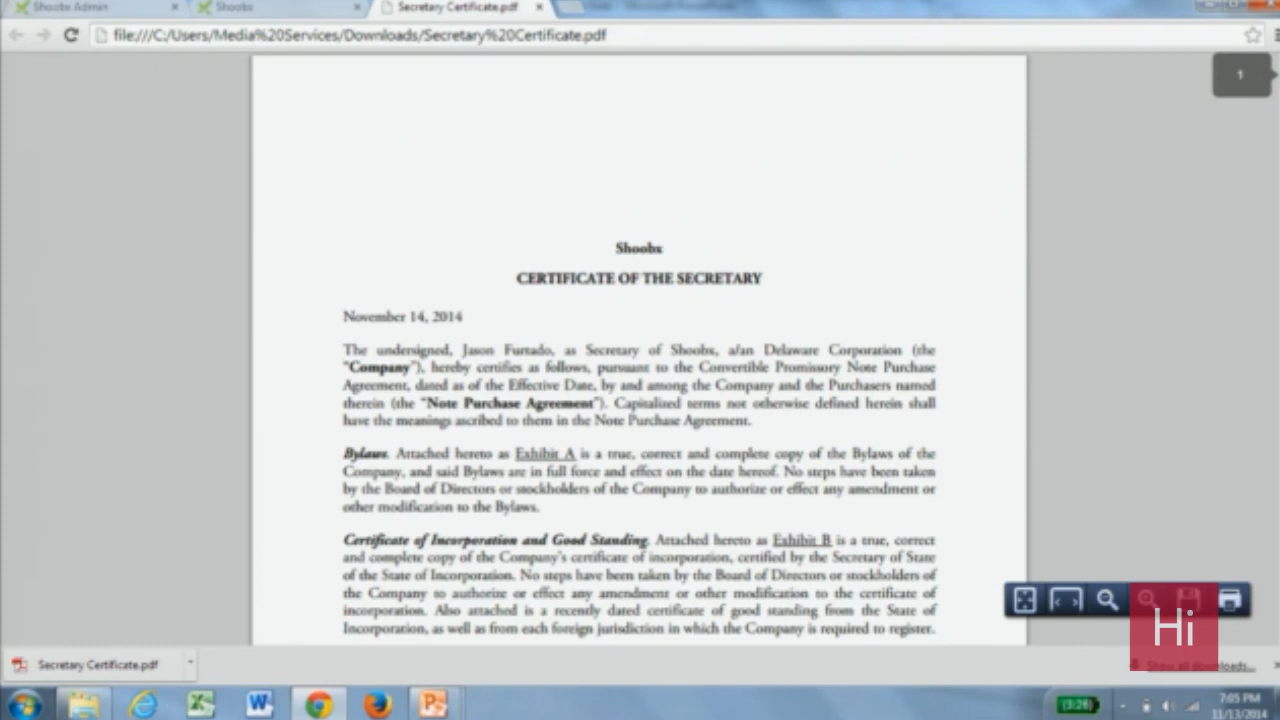 Shoobx Admin
Shoobx
Secretary Certificate.pdf
file:///C:/Users/Media%20Services/Downloads/Secretary%20Certificate.pdf
1
Shoobx
CERTIFICATE OF THE SECRETARY
November 14, 2014
The undersigned, Jason Furtado, as Secretary of Shoobx, a/an Delaware Corporation (the
"Company"), hereby certifies as follows, pursuant to the Convertible Promissory Note Purchase
Agreement, dated as of the Effective Date, by and among the Company and the Purchasers named
therein (the "Note Purchase Agreement"). Capitalized terms not otherwise defined herein shall
have the meanings ascribed to them in the Note Purchase Agreement.
Bylaws. Attached hereto as Exhibit A is a true, correct and complete copy of the Bylaws of the
Company, and said Bylaws are in full force and effect on the date hereof. No steps have been taken
by the Board of Directors or stockholders of the Company to authorize or effect any amendment or
other modification to the Bylaws.
Certificate of Incorporation and Good Standing. Attached hereto as Exhibit B is a true, correct
and complete copy of the Company's certificate of incorporation, certified by the Secretary of State
of the State of Incorporation. No steps have been taken by the Board of Directors or stockholders of
the Company to authorize or effect any amendment or other modification to the certificate of
incorporation. Also attached is a recently dated certificate of good standing from the State of
Incorporation, as well as from each foreign jurisdiction in which the Company is required to register.
Hi
Secretary Certificate.pdf
Show all downloads...
(3:26)
7:05 PM
11/13/2014